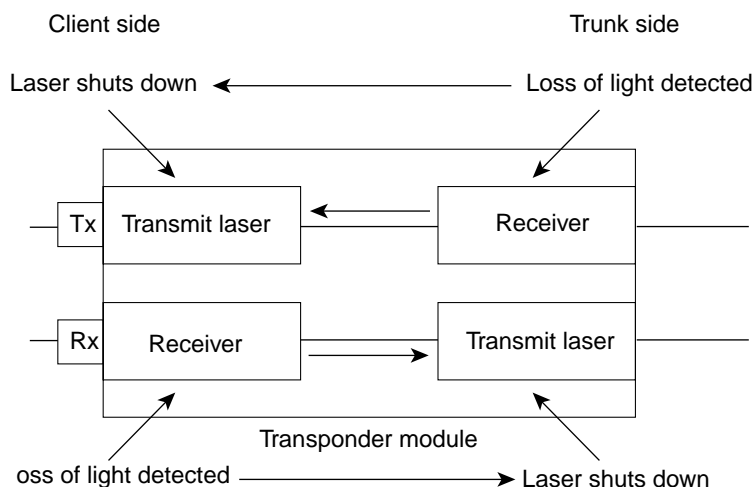 Client side
Trunk side
Laser shuts down
Loss of light detected
Tx
Transmit laser
Receiver
Rx
Receiver
Transmit laser
Transponder module
oss of light detected
Laser shuts down